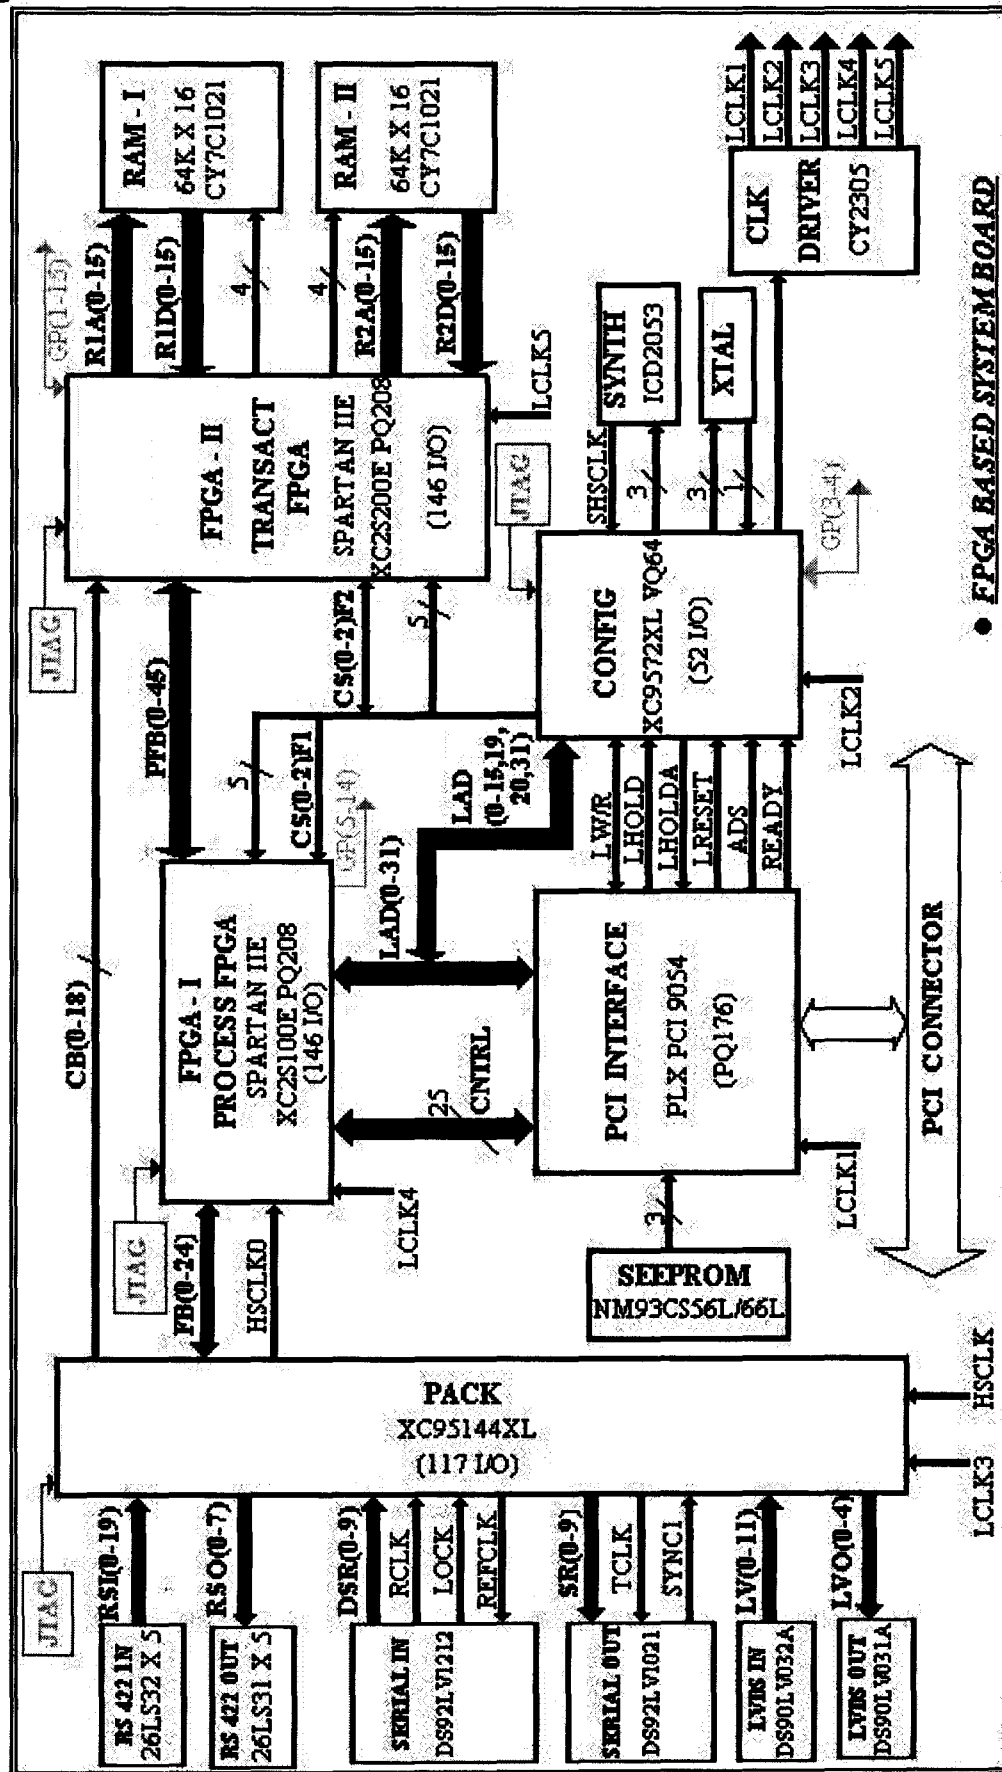 RS 422 IN
26LS32 X 5
RS 422 OUT
26LS31 X 5
SERIAL IN
DS92LV1212
SERIAL OUT
DS92LV1021
LVDS IN
DS90LV032A
LVDS OUT
DS90LV031A
JTAG
RSI(0-19)
RSO(0-7)
DSR(0-9)
RCLK
LOCK
REFCLK
SR(0-9)
TCLK
SYNC1
LV(0-11)
LVO(0-4)
PACK
XC95144XL
(117 I/O)
LCLK3
HSCLK
CB(0-18)
FB(0-24)
HSCLK0
JTAG
FPGA - I
PROCESS FPGA
SPARTAN IIE
XC2S100E PQ208
(146 I/O)
LCLK4
SEEPROM
NM93CS56L/66L
3
25
CNTRL
LAD(0-31)
PCI INTERFACE
PLX PCI 9054
(PQ176)
LCLK1
PCI CONNECTOR
PFB(0-45)
5
CS(0-2)F1
GP(5-14)
LAD
(0-15,19,
20,31)
LW/R
LHOLD
LHOLDA
LRESET
ADS
READY
CS(0-2)F2
5
JTAG
FPGA - II
TRANSACT
FPGA
SPARTAN IIE
XC2S200E PQ208
(146 I/O)
LCLK5
JTAG
CONFIG
XC9572XL VQ64
(52 I/O)
LCLK2
GP(3-4)
GP(1-15)
R1A(0-15)
R1D(0-15)
4
4
R2A(0-15)
R2D(0-15)
SHSCLK
3
3
1
RAM - I
64K X 16
CY7C1021
RAM - II
64K X 16
CY7C1021
SYNTH
ICD2053
XTAL
CLK
DRIVER
CY2305
LCLK1
LCLK2
LCLK3
LCLK4
LCLK5
• FPGA BASED SYSTEM BOARD